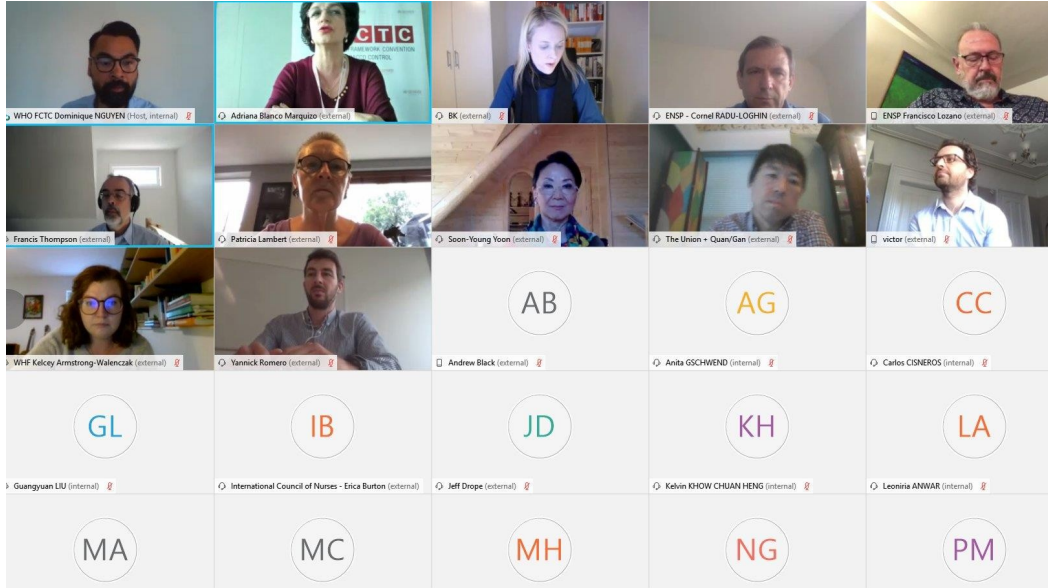 CTC
FRAMEWORK CONVENTION
WHO FCTC Dominique NGUYEN (Host, internal)
Adriana Blanco Marquizo (external)
BK (external)
ENSP - Cornel RADU-LOGHIN (external)
ENSP Francisco Lozano (external)
Francis Thompson (external)
Patricia Lambert (external)
Soon-Young Yoon (external)
The Union + Quan/Gan (external)
victor (external)
WHF Kelcey Armstrong-Walenczak (external)
Yannick Romero (external)
AB
Andrew Black (external)
AG
Anita GSCHWEND (internal)
CC
Carlos CISNEROS (internal)
GL
Guangyuan LIU (internal)
IB
International Council of Nurses - Erica Burton (external)
JD
Jeff Drope (external)
KH
Kelvin KHOW CHUAN HENG (internal)
LA
Leoniria ANWAR (internal)
MA
MC
MH
NG
PM